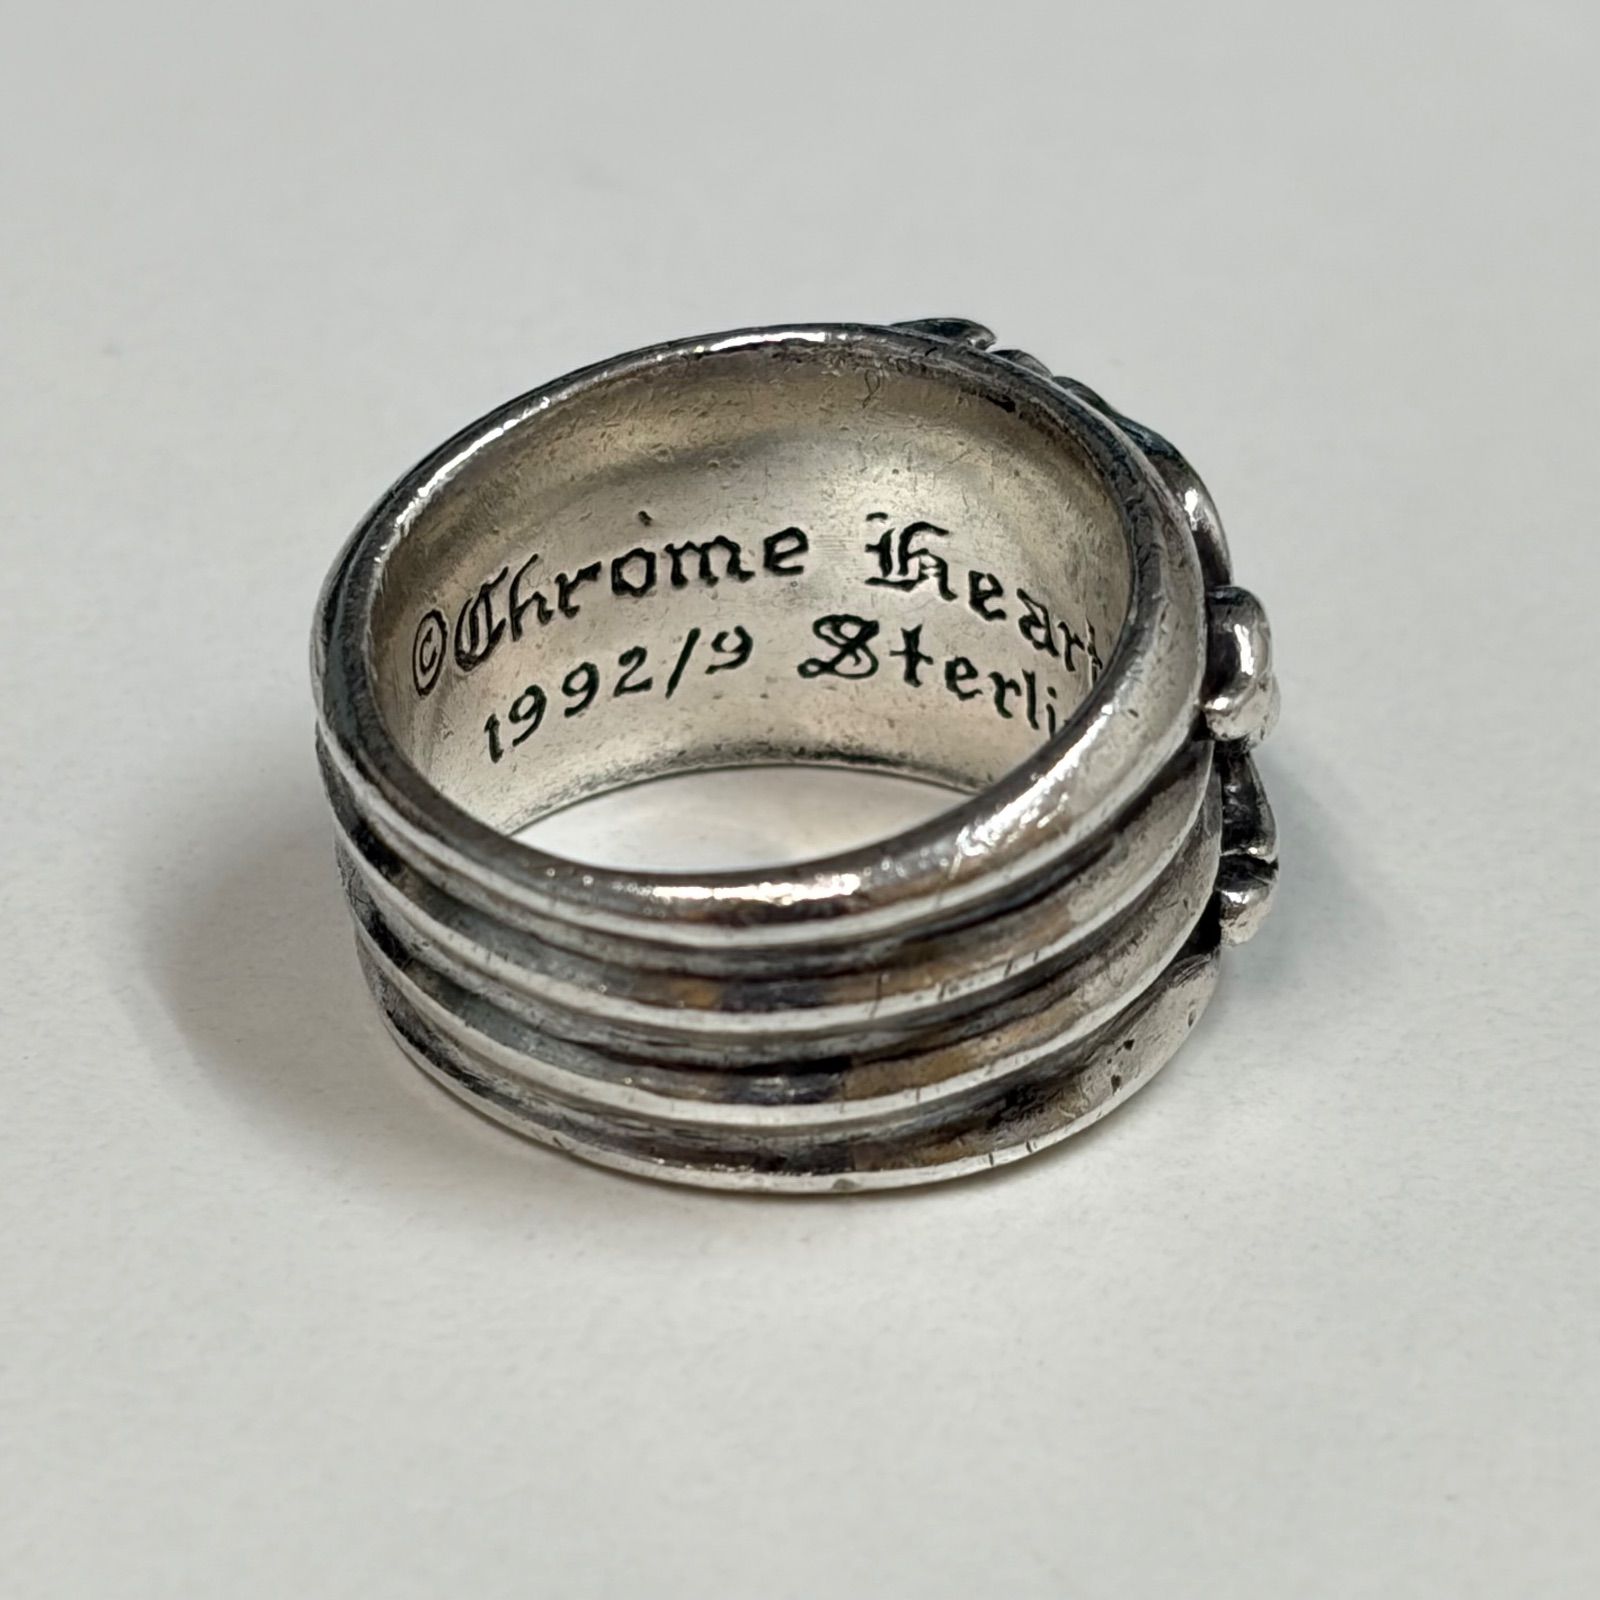 ©Chrome Heart
1992/9 Sterli